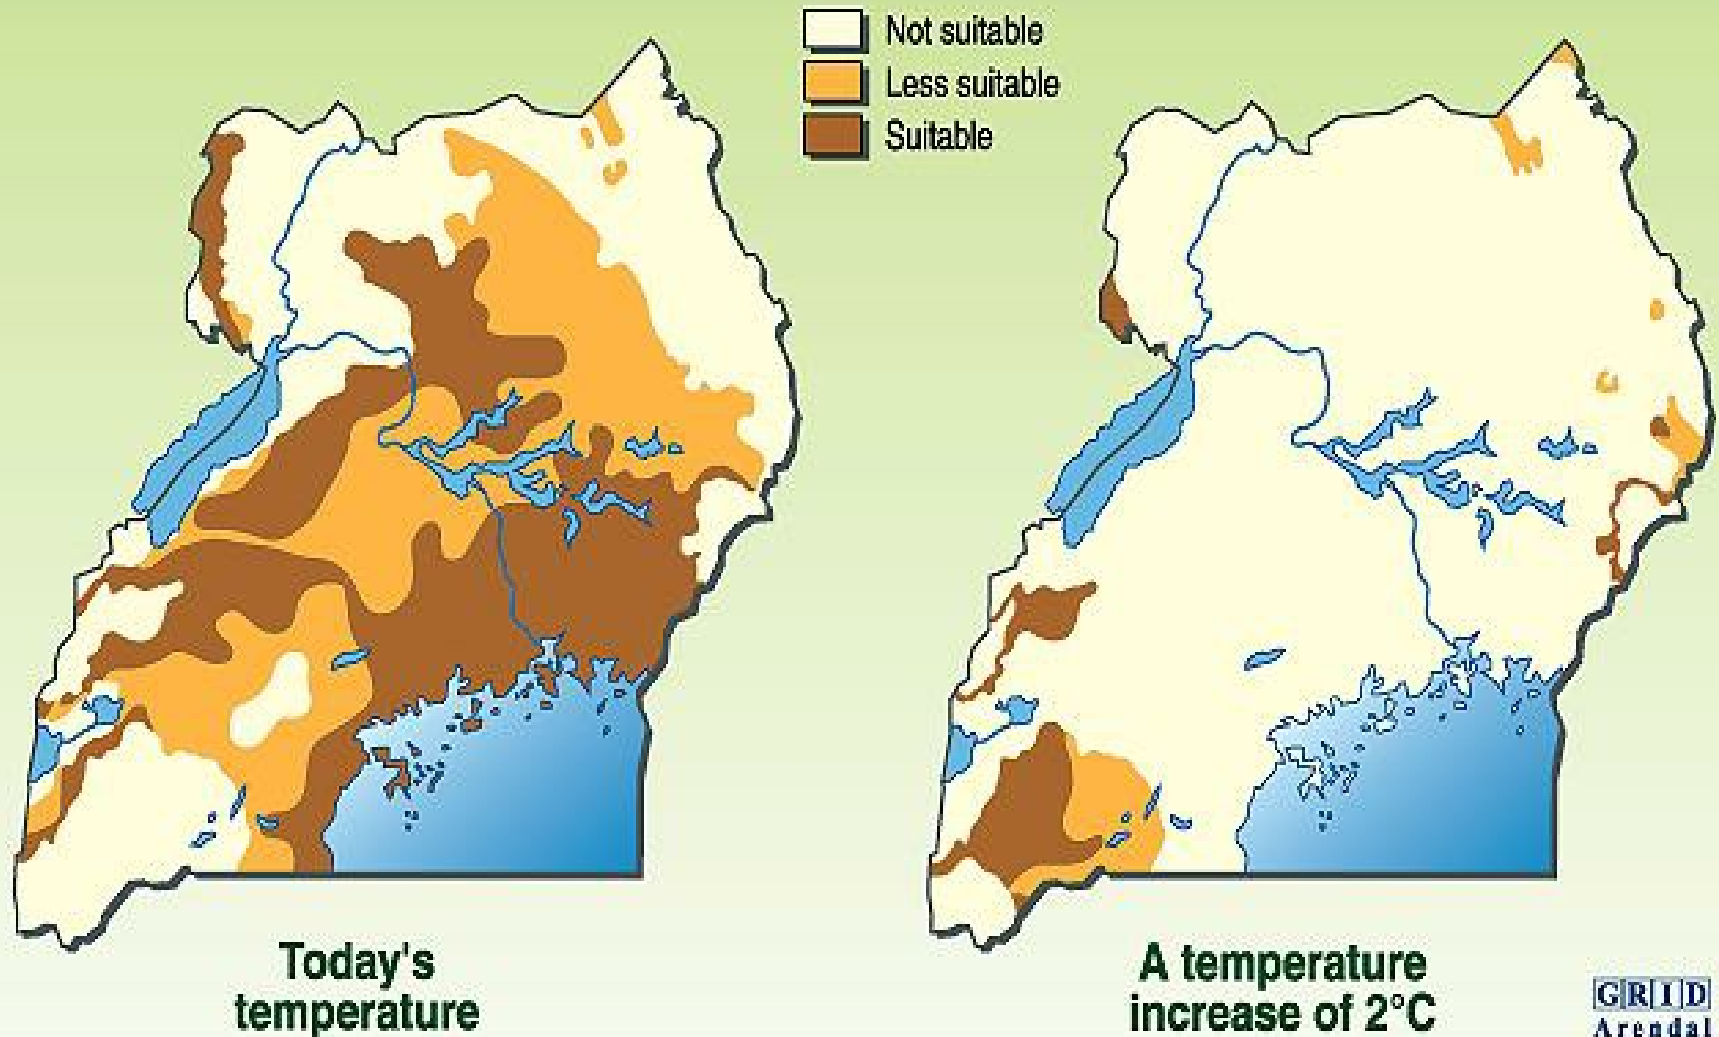 Not suitable
Less suitable
Suitable
Today's
temperature
A temperature
increase of 2°C
GRID
Arendal